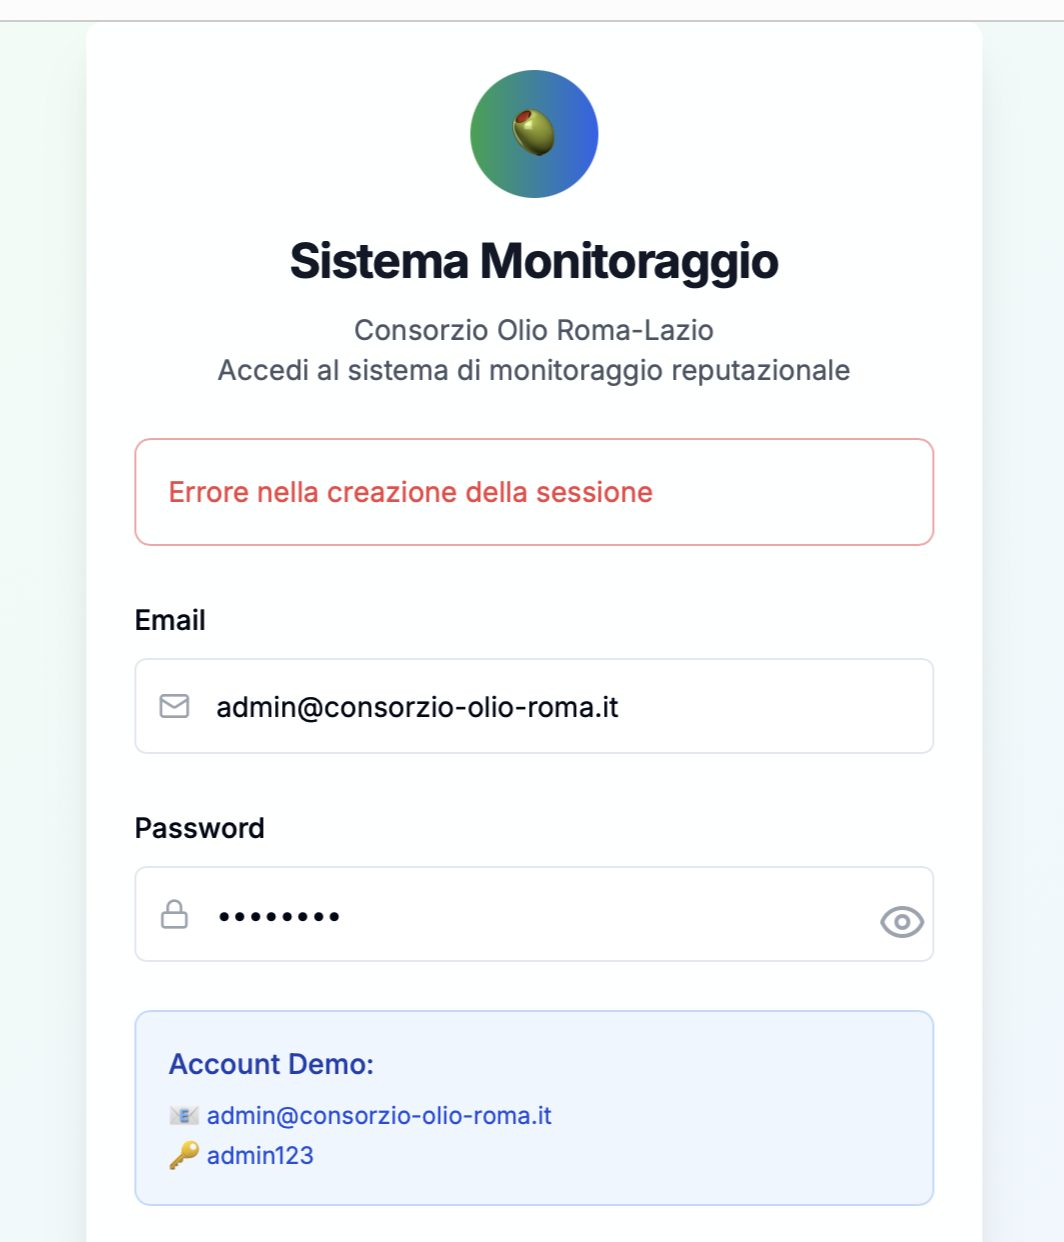 Sistema Monitoraggio
Consorzio Olio Roma-Lazio
Accedi al sistema di monitoraggio reputazionale
Errore nella creazione della sessione
Email
admin@consorzio-olio-roma.it
Password
••••••••
Account Demo:
📧 admin@consorzio-olio-roma.it
🔑 admin123